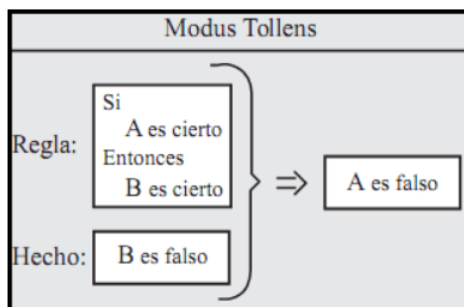 Modus Tollens
Regla:
Si
A es cierto
Entonces
B es cierto
Hecho:
B es falso
⇒
A es falso